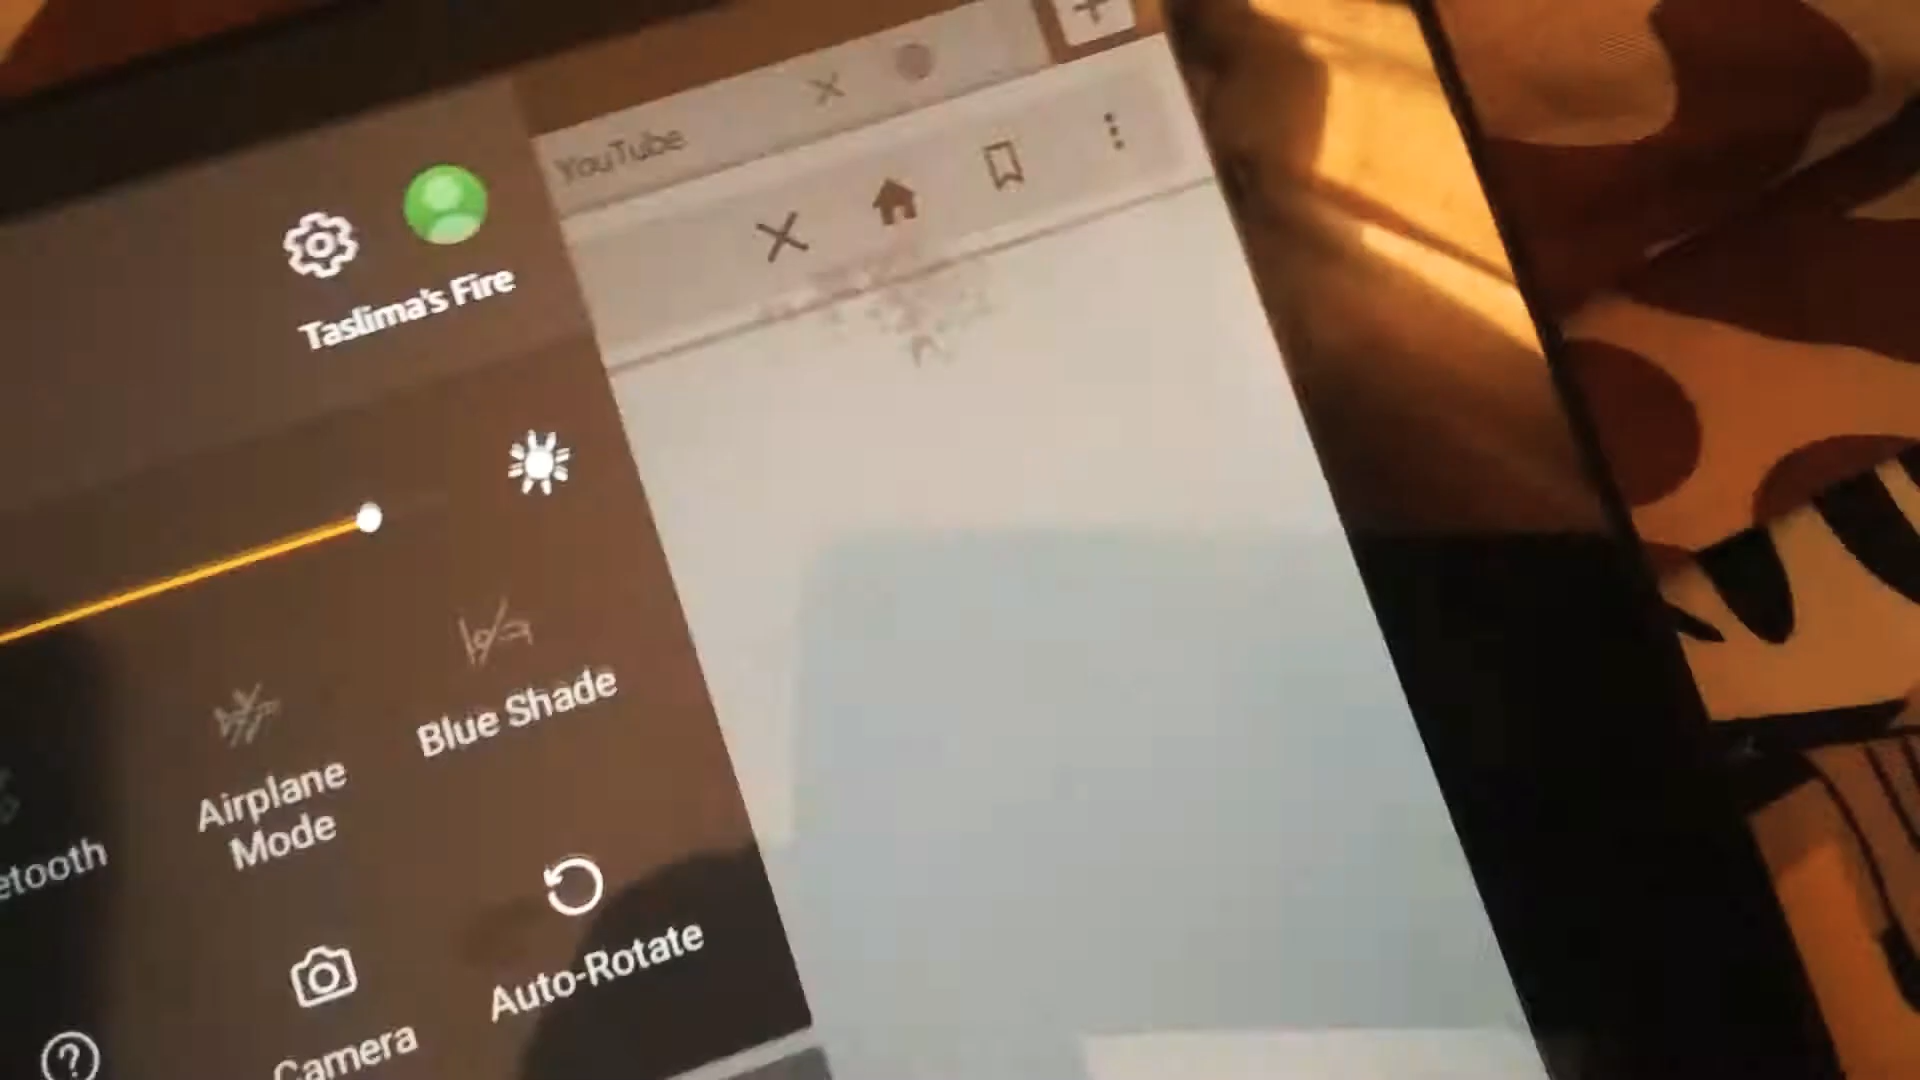 YouTube
Taslima's Fire
Blue Shade
Airplane
Mode
etooth
Auto-Rotate
Camera